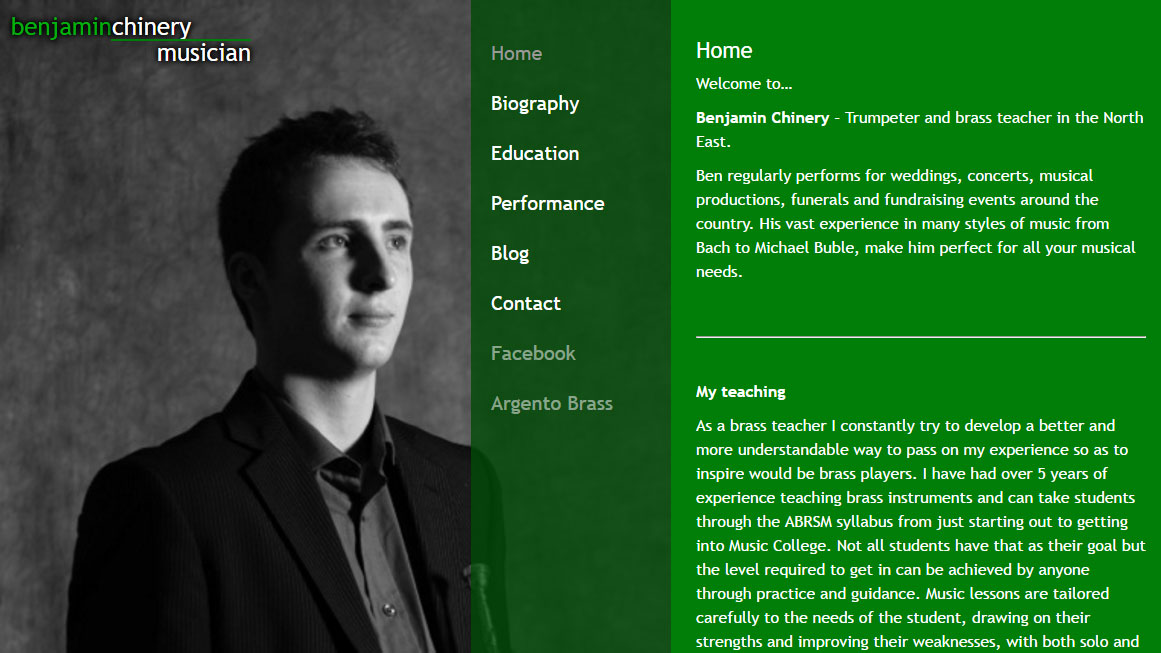 benjaminchinery
musician
Home
Biography
Education
Performance
Blog
Contact
Facebook
Argento Brass
Home
Welcome to…
Benjamin Chinery – Trumpeter and brass teacher in the North
East.
Ben regularly performs for weddings, concerts, musical
productions, funerals and fundraising events around the
country. His vast experience in many styles of music from
Bach to Michael Buble, make him perfect for all your musical
needs.
My teaching
As a brass teacher I constantly try to develop a better and
more understandable way to pass on my experience so as to
inspire would be brass players. I have had over 5 years of
experience teaching brass instruments and can take students
through the ABRSM syllabus from just starting out to getting
into Music College. Not all students have that as their goal but
the level required to get in can be achieved by anyone
through practice and guidance. Music lessons are tailored
carefully to the needs of the student, drawing on their
strengths and improving their weaknesses, with both solo and